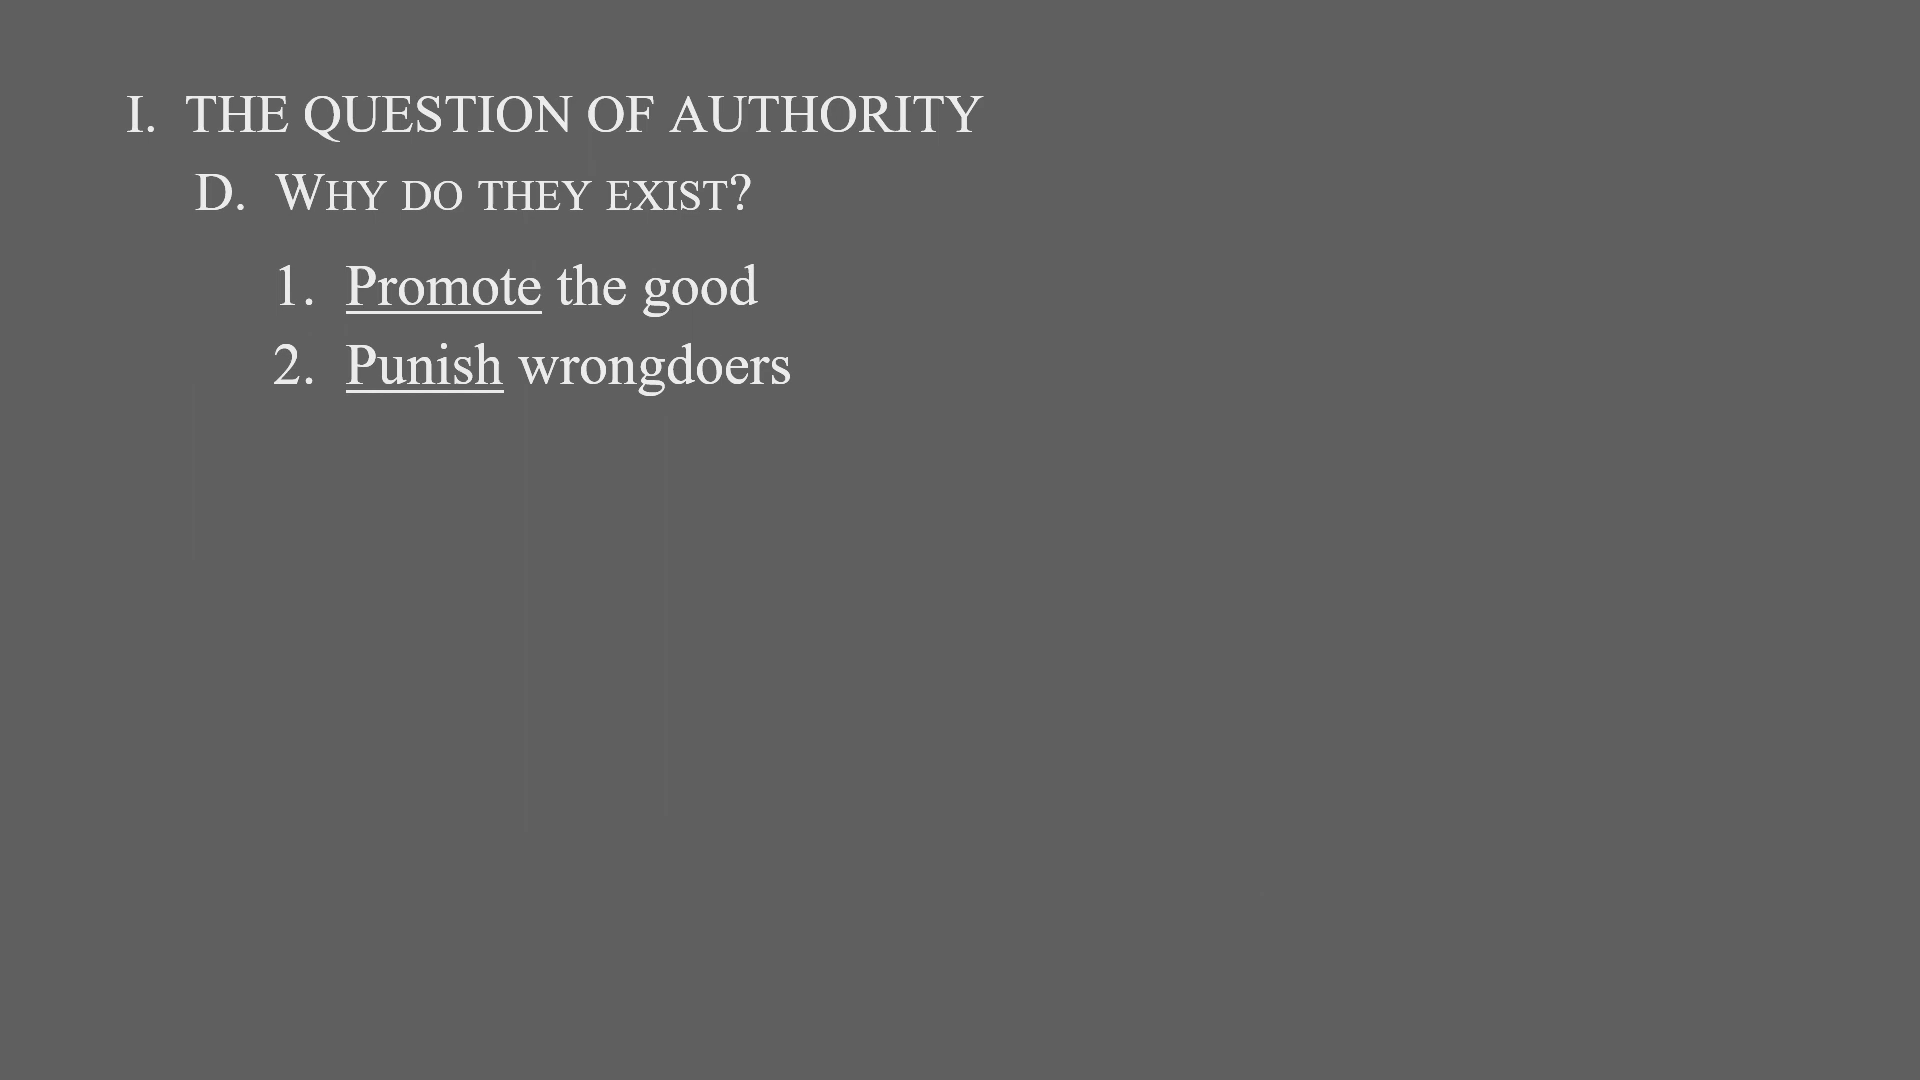 I. THE QUESTION OF AUTHORITY
D. WHY DO THEY EXIST?
1. Promote the good
2. Punish wrongdoers